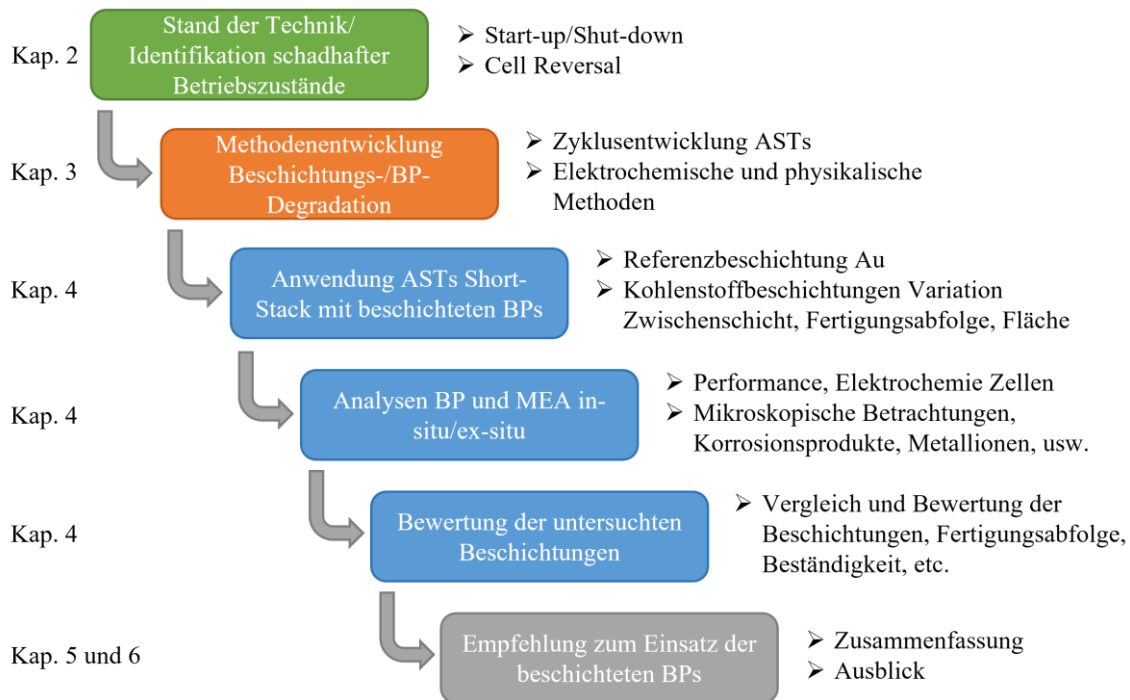 Kap. 2
Stand der Technik/
Identifikation schadhafter
Betriebszustände
➢ Start-up/Shut-down
➢ Cell Reversal
Kap. 3
Methodenentwicklung
Beschichtungs-/BP-
Degradation
➢ Zyklusentwicklung ASTs
➢ Elektrochemische und physikalische
Methoden
Kap. 4
Anwendung ASTs Short-
Stack mit beschichteten BPs
➢ Referenzbeschichtung Au
➢ Kohlenstoffbeschichtungen Variation
Zwischenschicht, Fertigungsabfolge, Fläche
Kap. 4
Analysen BP und MEA in-
situ/ex-situ
➢ Performance, Elektrochemie Zellen
➢ Mikroskopische Betrachtungen,
Korrosionsprodukte, Metallionen, usw.
Kap. 4
Bewertung der untersuchten
Beschichtungen
➢ Vergleich und Bewertung der
Beschichtungen, Fertigungsabfolge,
Beständigkeit, etc.
Kap. 5 und 6
Empfehlung zum Einsatz der
beschichteten BPs
➢ Zusammenfassung
➢ Ausblick